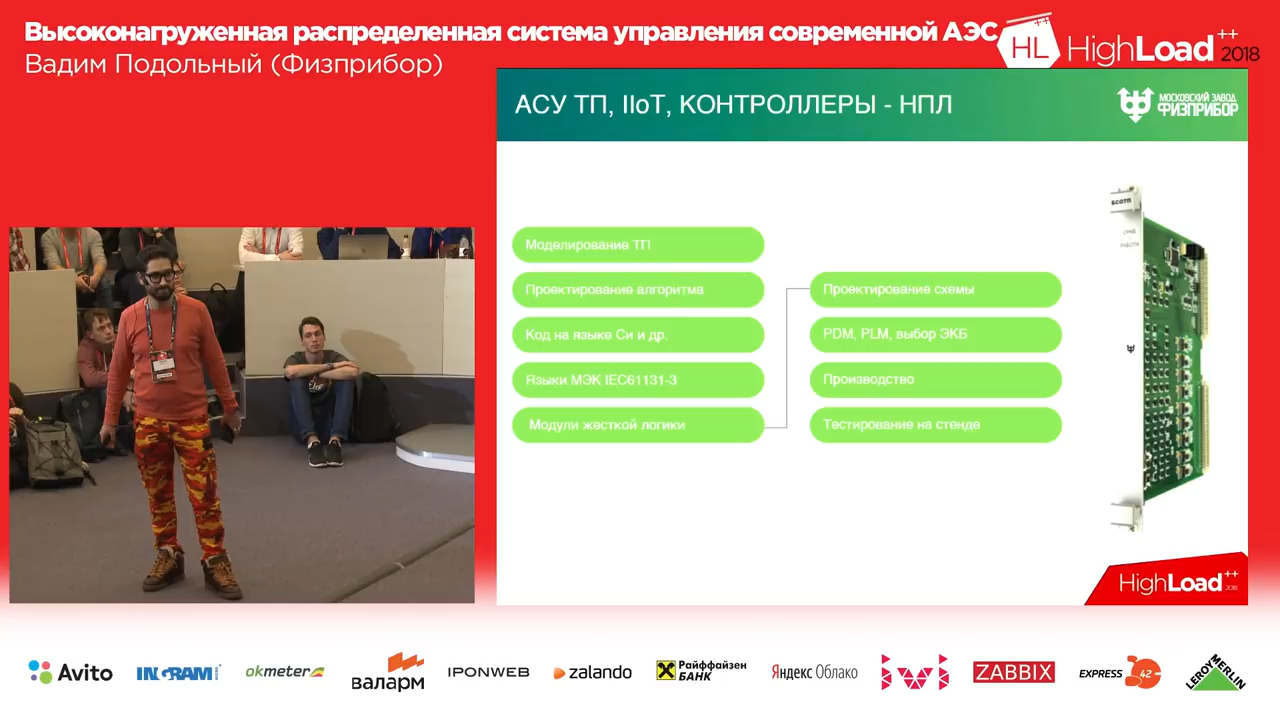 Высоконагруженная распределенная система управления современной АЭС
Вадим Подольный (Физприбор)
HL HighLoad++ 2018
АСУ ТП, IIoT, КОНТРОЛЛЕРЫ - НПЛ
МОСКОВСКИЙ ЗАВОД
ФИЗПРИБОР
Моделирование ТП
Проектирование алгоритма
Код на языке Си и др.
Языки МЭК IEC61131-3
Модули жесткой логики
Проектирование схемы
PDM, PLM, выбор ЭКБ
Производство
Тестирование на стенде
РАБОТА
HighLoad++ 2018
Avito
INGRAM
okmeter
валарм
IPONWEB
zalando
Райффайзен
БАНК
Яндекс Облако
ivi
ZABBIX
EXPRESS 42
LEROY MERLIN